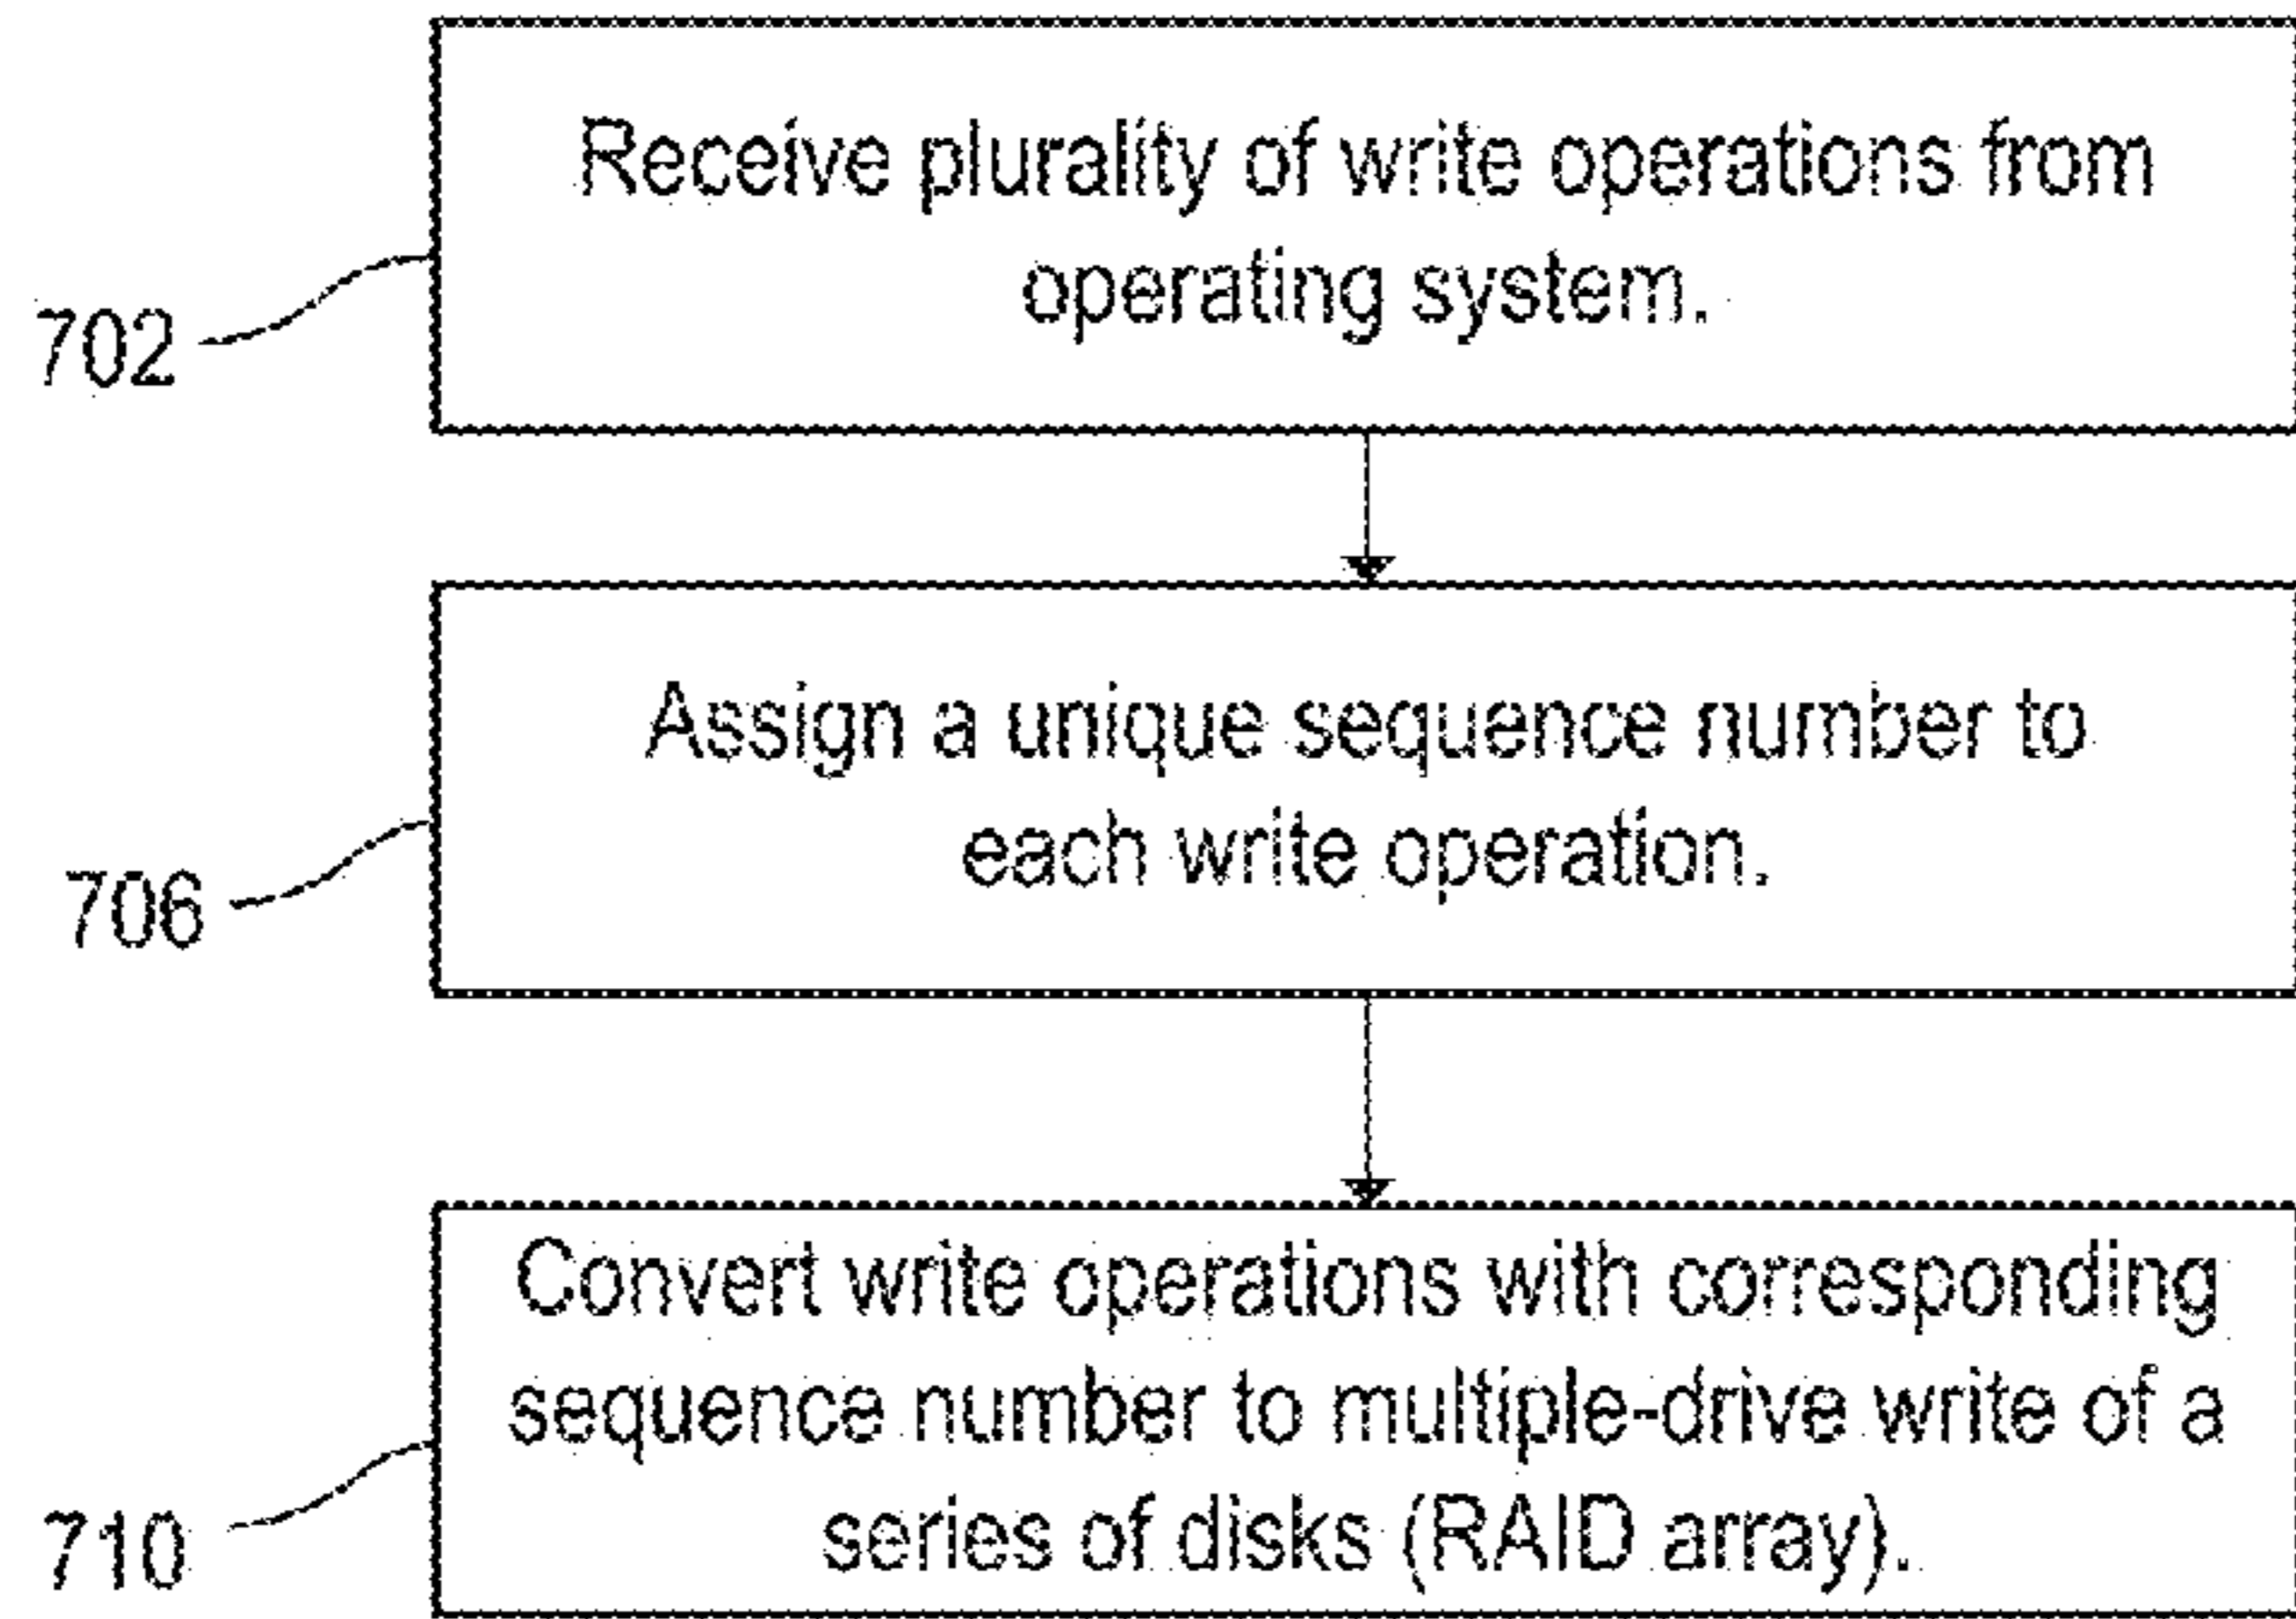 Receive plurality of write operations from
operating system.
702
Assign a unique sequence number to
each write operation.
706
Convert write operations with corresponding
sequence number to multiple-drive write of a
series of disks (RAID array).
710